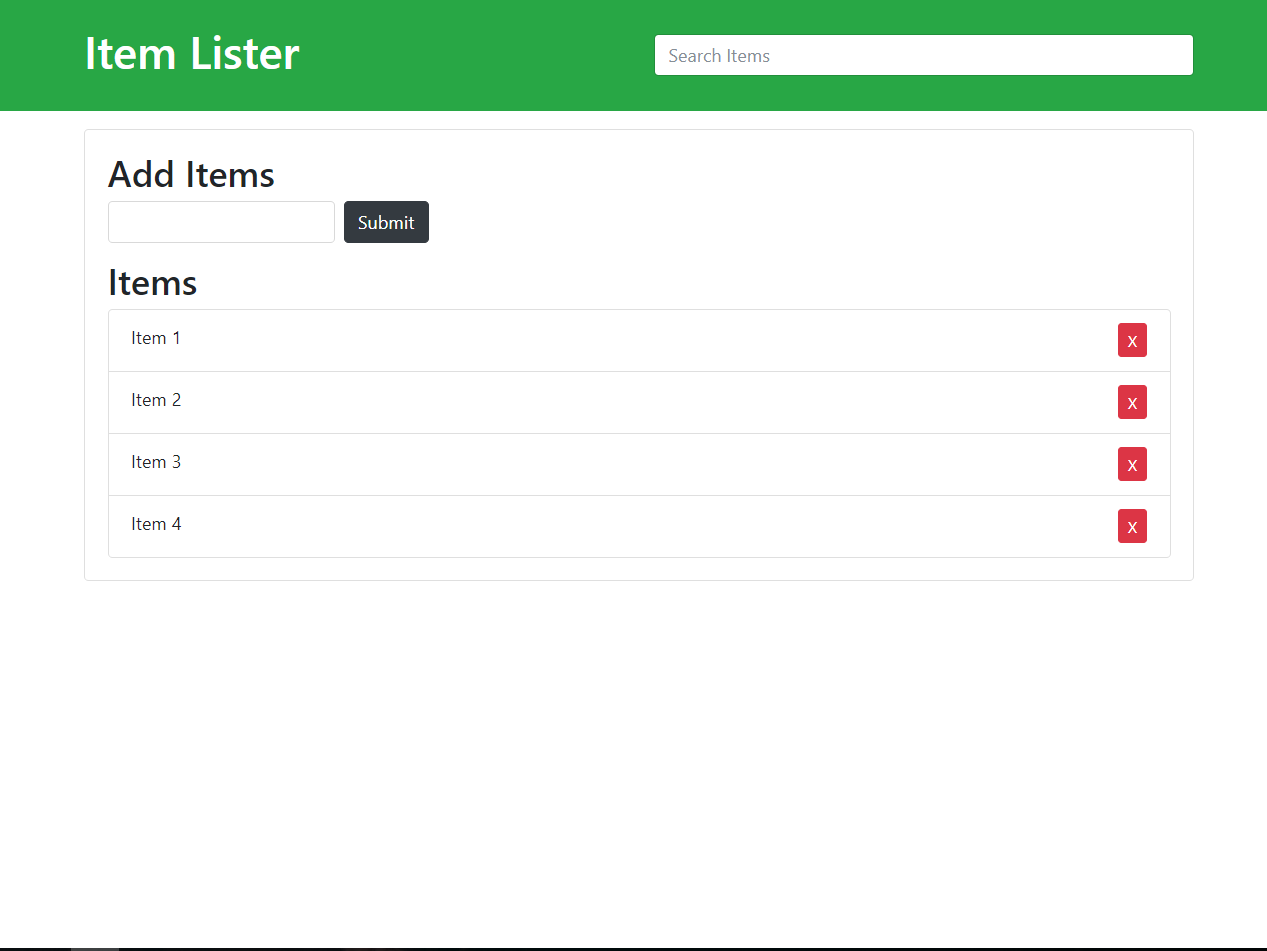 Item Lister
Search Items
Add Items
Submit
Items
Item 1
X
Item 2
X
Item 3
X
Item 4
X